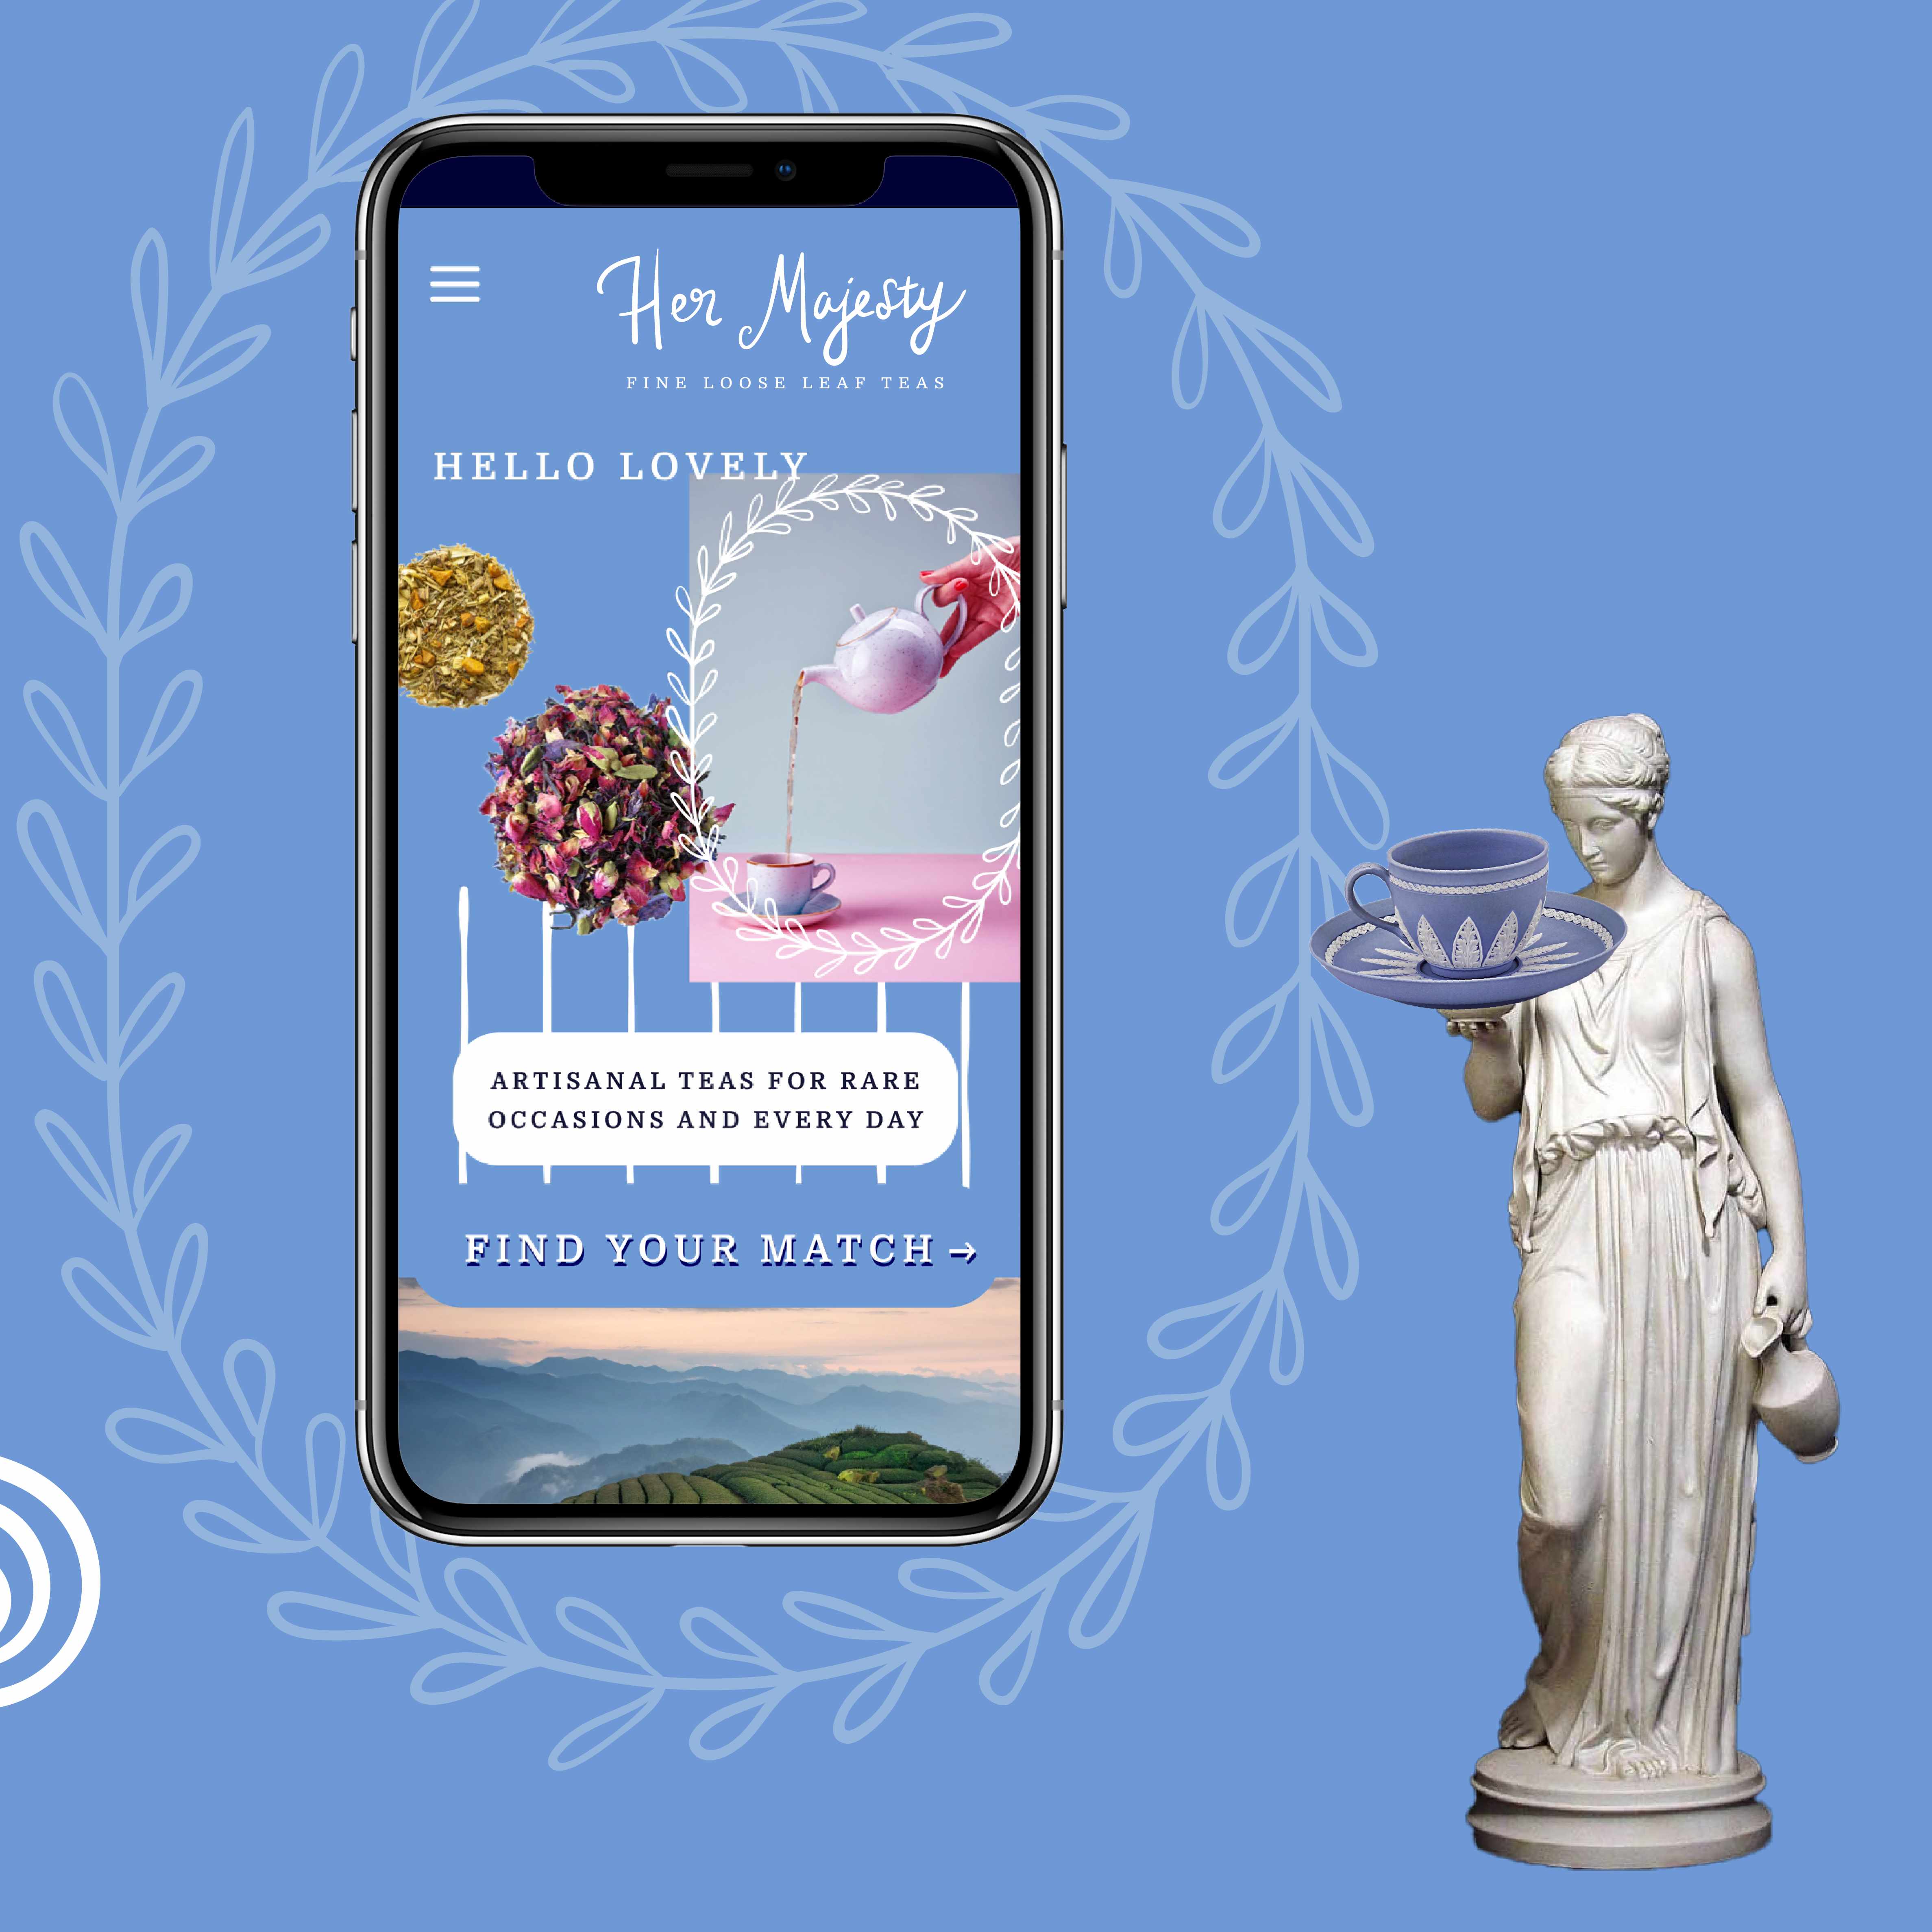 Her Majesty
FINE LOOSE LEAF TEAS
HELLO LOVELY
ARTISANAL TEAS FOR RARE
OCCASIONS AND EVERY DAY
FIND YOUR MATCH →